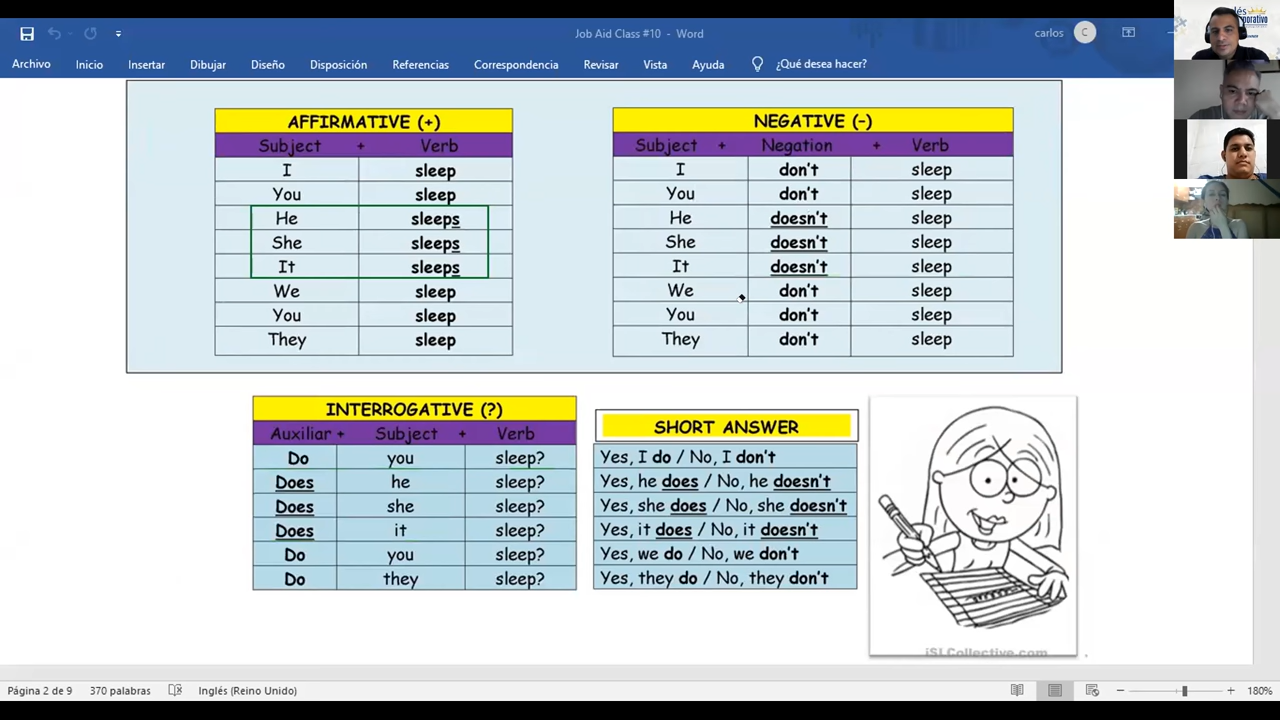 Job Aid Class #10 - Word
carlos
C
Archivo Inicio Insertar Dibujar Diseño Disposición Referencias Correspondencia Revisar Vista Ayuda ¿Qué desea hacer?
AFFIRMATIVE (+)
Subject + Verb
I sleep
You sleep
He sleeps
She sleeps
It sleeps
We sleep
You sleep
They sleep
NEGATIVE (-)
Subject + Negation + Verb
I don't sleep
You don't sleep
He doesn't sleep
She doesn't sleep
It doesn't sleep
We don't sleep
You don't sleep
They don't sleep
INTERROGATIVE (?)
Auxiliar + Subject + Verb
Do you sleep?
Does he sleep?
Does she sleep?
Does it sleep?
Do you sleep?
Do they sleep?
SHORT ANSWER
Yes, I do / No, I don't
Yes, he does / No, he doesn't
Yes, she does / No, she doesn't
Yes, it does / No, it doesn't
Yes, we do / No, we don't
Yes, they do / No, they don't
iSLCollective.com
Página 2 de 9 370 palabras Inglés (Reino Unido) 180%